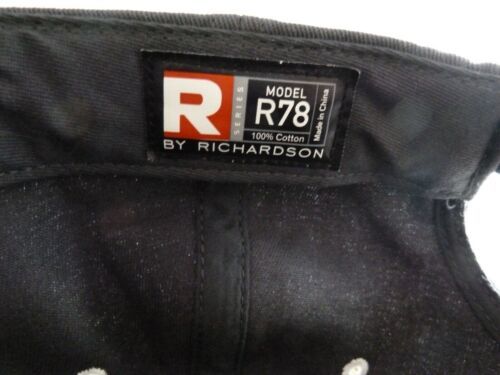 R
SERIES
MODEL
R78
100% Cotton
Made in China
BY RICHARDSON